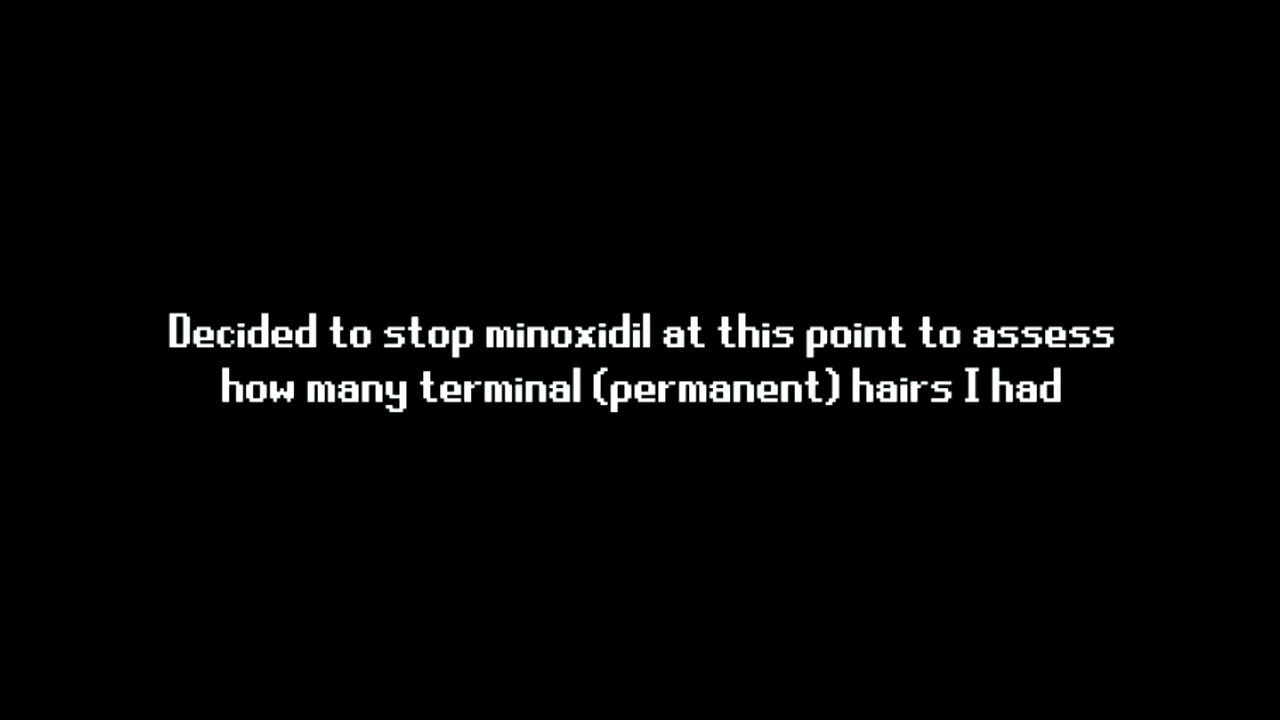 Decided to stop minoxidil at this point to assess
how many terminal (permanent) hairs I had